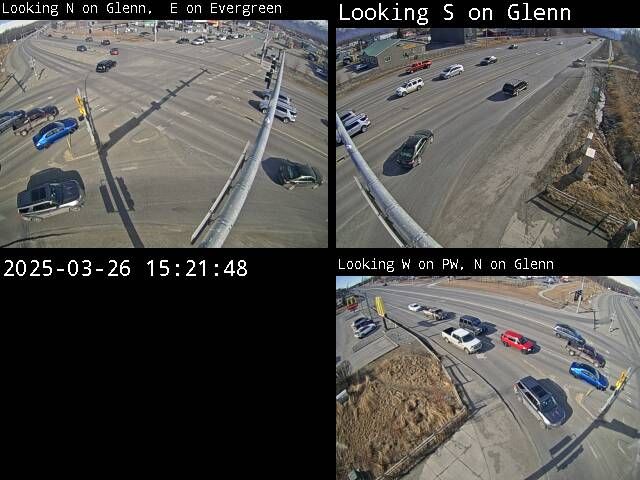 Looking N on Glenn,  E on Evergreen
Looking S on Glenn
2025-03-26 15:21:48
Looking W on PW, N on Glenn